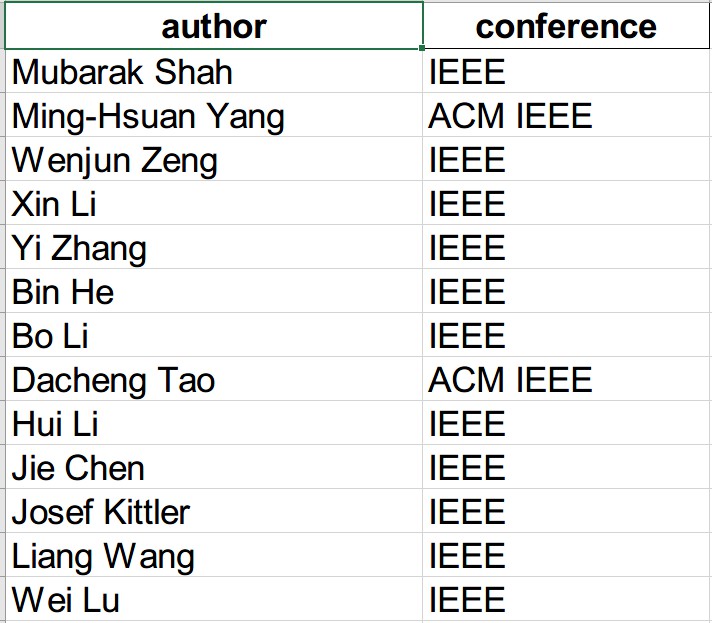 author conference
Mubarak Shah IEEE
Ming-Hsuan Yang ACM IEEE
Wenjun Zeng IEEE
Xin Li IEEE
Yi Zhang IEEE
Bin He IEEE
Bo Li IEEE
Dacheng Tao ACM IEEE
Hui Li IEEE
Jie Chen IEEE
Josef Kittler IEEE
Liang Wang IEEE
Wei Lu IEEE